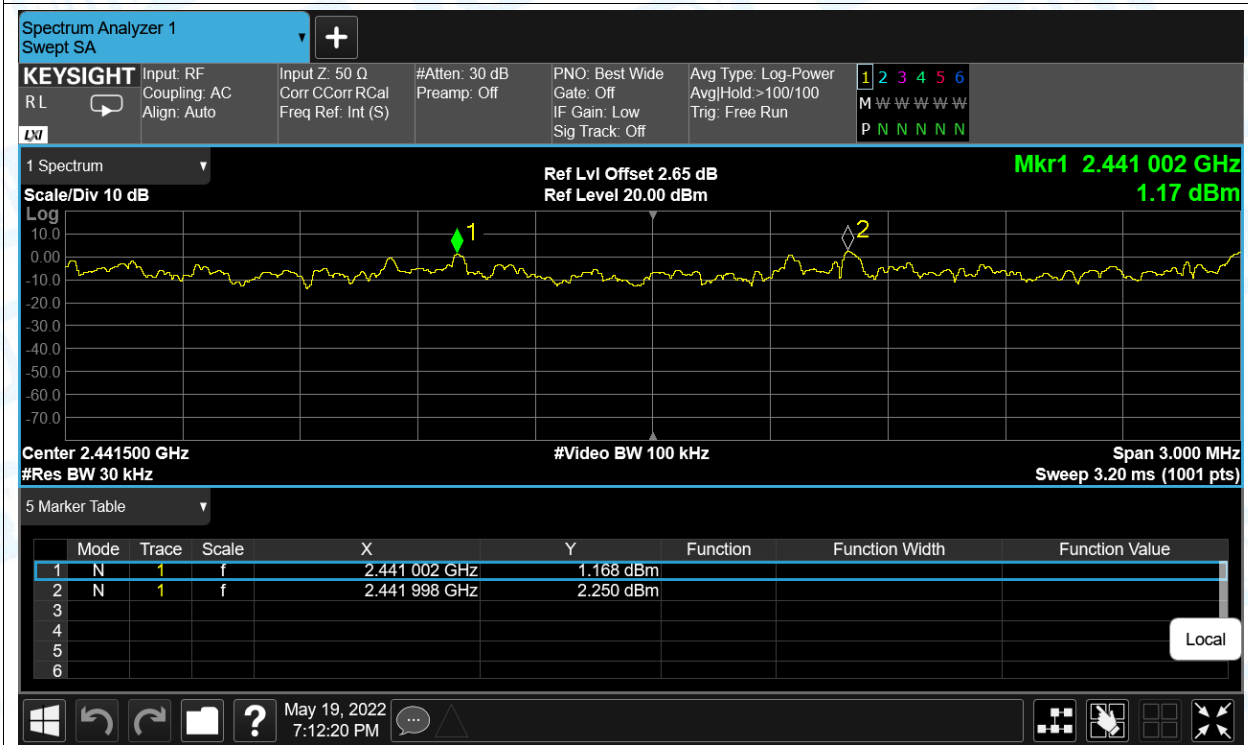 Spectrum Analyzer 1
Swept SA
KEYSIGHT
RL
LXI
Input: RF
Coupling: AC
Align: Auto
Input Z: 50 Ω
Corr CCorr RCal
Freq Ref: Int (S)
#Atten: 30 dB
Preamp: Off
PNO: Best Wide
Gate: Off
IF Gain: Low
Sig Track: Off
Avg Type: Log-Power
Avg|Hold:>100/100
Trig: Free Run
1 2 3 4 5 6
M W W W W W
P N N N N N
1 Spectrum
Scale/Div 10 dB
Ref Lvl Offset 2.65 dB
Ref Level 20.00 dBm
Mkr1 2.441 002 GHz
1.17 dBm
Log
10.0
0.00
-10.0
-20.0
-30.0
-40.0
-50.0
-60.0
-70.0
1
2
Center 2.441500 GHz
#Res BW 30 kHz
#Video BW 100 kHz
Span 3.000 MHz
Sweep 3.20 ms (1001 pts)
5 Marker Table
Mode Trace Scale X Y Function Function Width Function Value
1 N 1 f 2.441 002 GHz 1.168 dBm
2 N 1 f 2.441 998 GHz 2.250 dBm
3
4
5
6
Local
?
May 19, 2022
7:12:20 PM